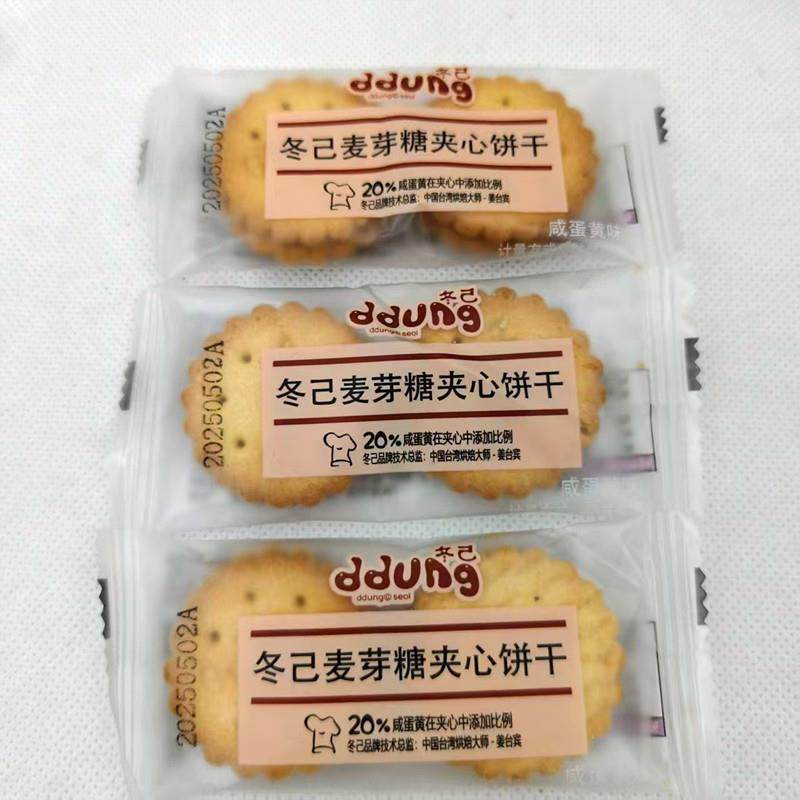 冬己
ddung
ddung© seoi
20250502A
冬己麦芽糖夹心饼干
20%咸蛋黄在夹心中添加比例
冬己品牌技术总监：中国台湾烘焙大师-姜台宾
咸蛋黄味
冬己
ddung
ddung© seoi
20250502A
冬己麦芽糖夹心饼干
20%咸蛋黄在夹心中添加比例
冬己品牌技术总监：中国台湾烘焙大师-姜台宾
咸蛋黄
冬己
ddung
ddung© seoi
20250502A
冬己麦芽糖夹心饼干
20%咸蛋黄在夹心中添加比例
冬己品牌技术总监：中国台湾烘焙大师-姜台宾
咸